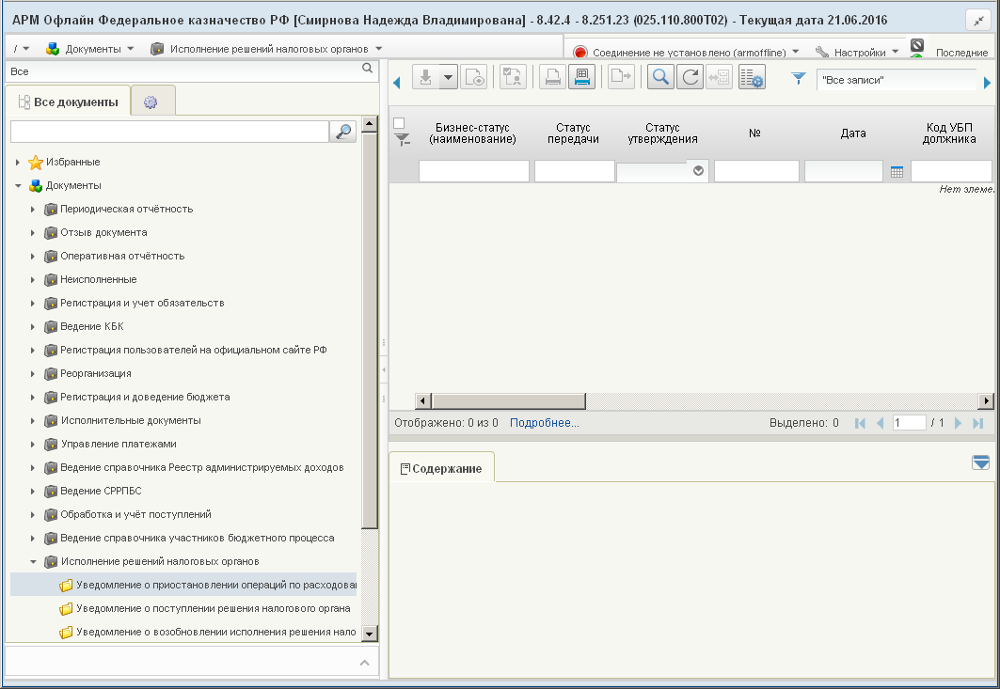 АРМ Офлайн Федеральное казначество РФ [Смирнова Надежда Владимирована] - 8.42.4 - 8.251.23 (025.110.800T02) - Текущая дата 21.06.2016
/ Документы Исполнение решений налоговых органов
Соединение не установлено (armoffline) Настройки Последние
Все
Все документы
"Все записи"
Избранные
Документы
Периодическая отчётность
Отзыв документа
Оперативная отчётность
Неисполненные
Регистрация и учет обязательств
Ведение КБК
Регистрация пользователей на официальном сайте РФ
Реорганизация
Регистрация и доведение бюджета
Исполнительные документы
Управление платежами
Ведение справочника Реестр администрируемых доходов
Ведение СРРПБС
Обработка и учёт поступлений
Ведение справочника участников бюджетного процесса
Исполнение решений налоговых органов
Уведомление о приостановлении операций по расходова
Уведомление о поступлении решения налогового органа
Уведомление о возобновлении исполнения решения нало
Бизнес-статус (наименование)
Статус передачи
Статус утверждения
№
Дата
Код УБП должника
Нет элеме.
Отображено: 0 из 0 Подробнее... Выделено: 0 1 / 1
Содержание